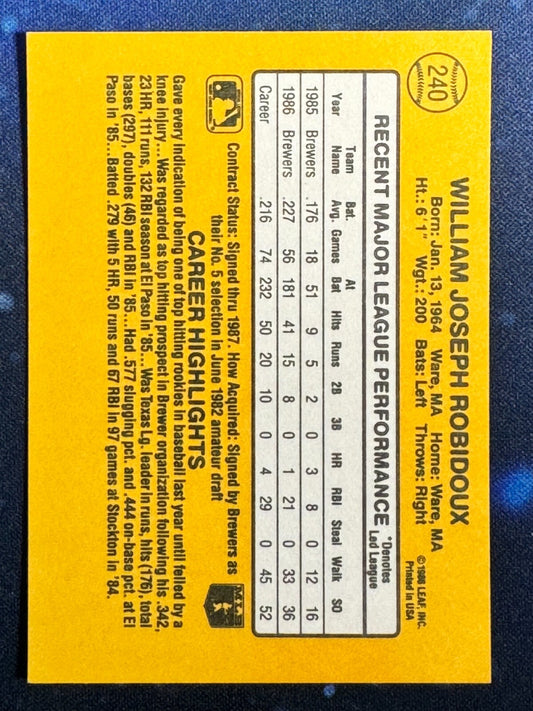 240
WILLIAM JOSEPH ROBIDOUX
Born: Jan. 13, 1964 Ware, MA Home: Ware, MA
Ht.: 6'1" Wgt.: 200 Bats: Left Throws: Right
© 1986 LEAF, INC.
Printed in USA
RECENT MAJOR LEAGUE PERFORMANCE
*Denotes
Led League
Year Team Name Bat. Avg. Games At Bat Hits Runs 2B 3B HR RBI Steal Walk SO
1985 Brewers .176 18 51 9 5 2 0 3 8 0 12 16
1986 Brewers .227 56 181 41 15 8 0 1 21 0 33 36
Career .216 74 232 50 20 10 0 4 29 0 45 52
Contract Status: Signed thru 1987. How Acquired: Signed by Brewers as
their No. 5 selection in June 1982 amateur draft
MLB
CAREER HIGHLIGHTS
Gave every indication of being one of top hitting rookies in baseball last year until felled by a
knee injury...Was regarded as top hitting prospect in Brewer organization following his .342,
23 HR, 111 runs, 132 RBI season at El Paso in '85...Was Texas Lg. leader in runs, hits (176), total
bases (297), doubles (46) and RBI in '85...Had .577 slugging pct. and .444 on-base pct. at El
Paso in '85...Batted .279 with 5 HR, 50 runs and 67 RBI in 97 games at Stockton in '84.